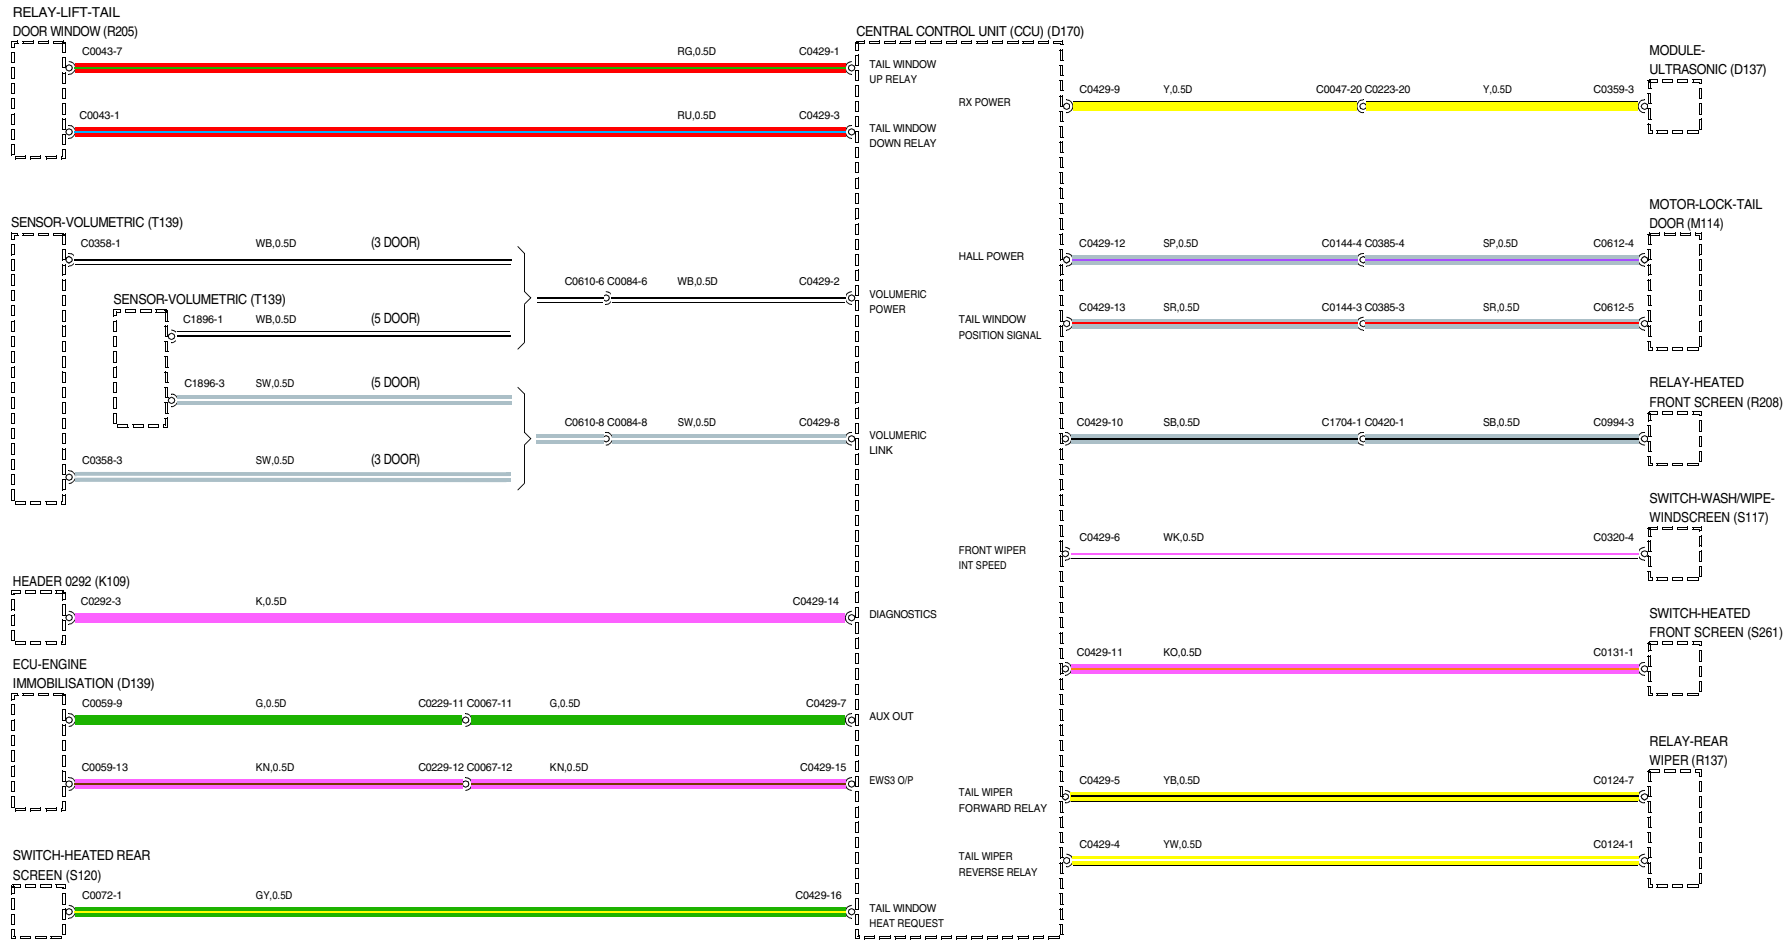 RELAY-LIFT-TAIL
DOOR WINDOW (R205)
C0043-7 RG,0.5D C0429-1
C0043-1 RU,0.5D C0429-3
SENSOR-VOLUMETRIC (T139)
C0358-1 WB,0.5D (3 DOOR)
SENSOR-VOLUMETRIC (T139)
C1896-1 WB,0.5D (5 DOOR)
C0610-6 C0084-6 WB,0.5D C0429-2
C1896-3 SW,0.5D (5 DOOR)
C0610-8 C0084-8 SW,0.5D C0429-8
C0358-3 SW,0.5D (3 DOOR)
HEADER 0292 (K109)
C0292-3 K,0.5D C0429-14
ECU-ENGINE
IMMOBILISATION (D139)
C0059-9 G,0.5D C0229-11 C0067-11 G,0.5D C0429-7
C0059-13 KN,0.5D C0229-12 C0067-12 KN,0.5D C0429-15
SWITCH-HEATED REAR
SCREEN (S120)
C0072-1 GY,0.5D C0429-16
CENTRAL CONTROL UNIT (CCU) (D170)
TAIL WINDOW
UP RELAY
TAIL WINDOW
DOWN RELAY
VOLUMERIC
POWER
VOLUMERIC
LINK
DIAGNOSTICS
AUX OUT
EWS3 O/P
TAIL WINDOW
HEAT REQUEST
RX POWER
HALL POWER
TAIL WINDOW
POSITION SIGNAL
FRONT WIPER
INT SPEED
TAIL WIPER
FORWARD RELAY
TAIL WIPER
REVERSE RELAY
MODULE-
ULTRASONIC (D137)
C0429-9 Y,0.5D C0047-20 C0223-20 Y,0.5D C0359-3
MOTOR-LOCK-TAIL
DOOR (M114)
C0429-12 SP,0.5D C0144-4 C0385-4 SP,0.5D C0612-4
C0429-13 SR,0.5D C0144-3 C0385-3 SR,0.5D C0612-5
RELAY-HEATED
FRONT SCREEN (R208)
C0429-10 SB,0.5D C1704-1 C0420-1 SB,0.5D C0994-3
SWITCH-WASH/WIPE-
WINDSCREEN (S117)
C0429-6 WK,0.5D C0320-4
SWITCH-HEATED
FRONT SCREEN (S261)
C0429-11 KO,0.5D C0131-1
RELAY-REAR
WIPER (R137)
C0429-5 YB,0.5D C0124-7
C0429-4 YW,0.5D C0124-1